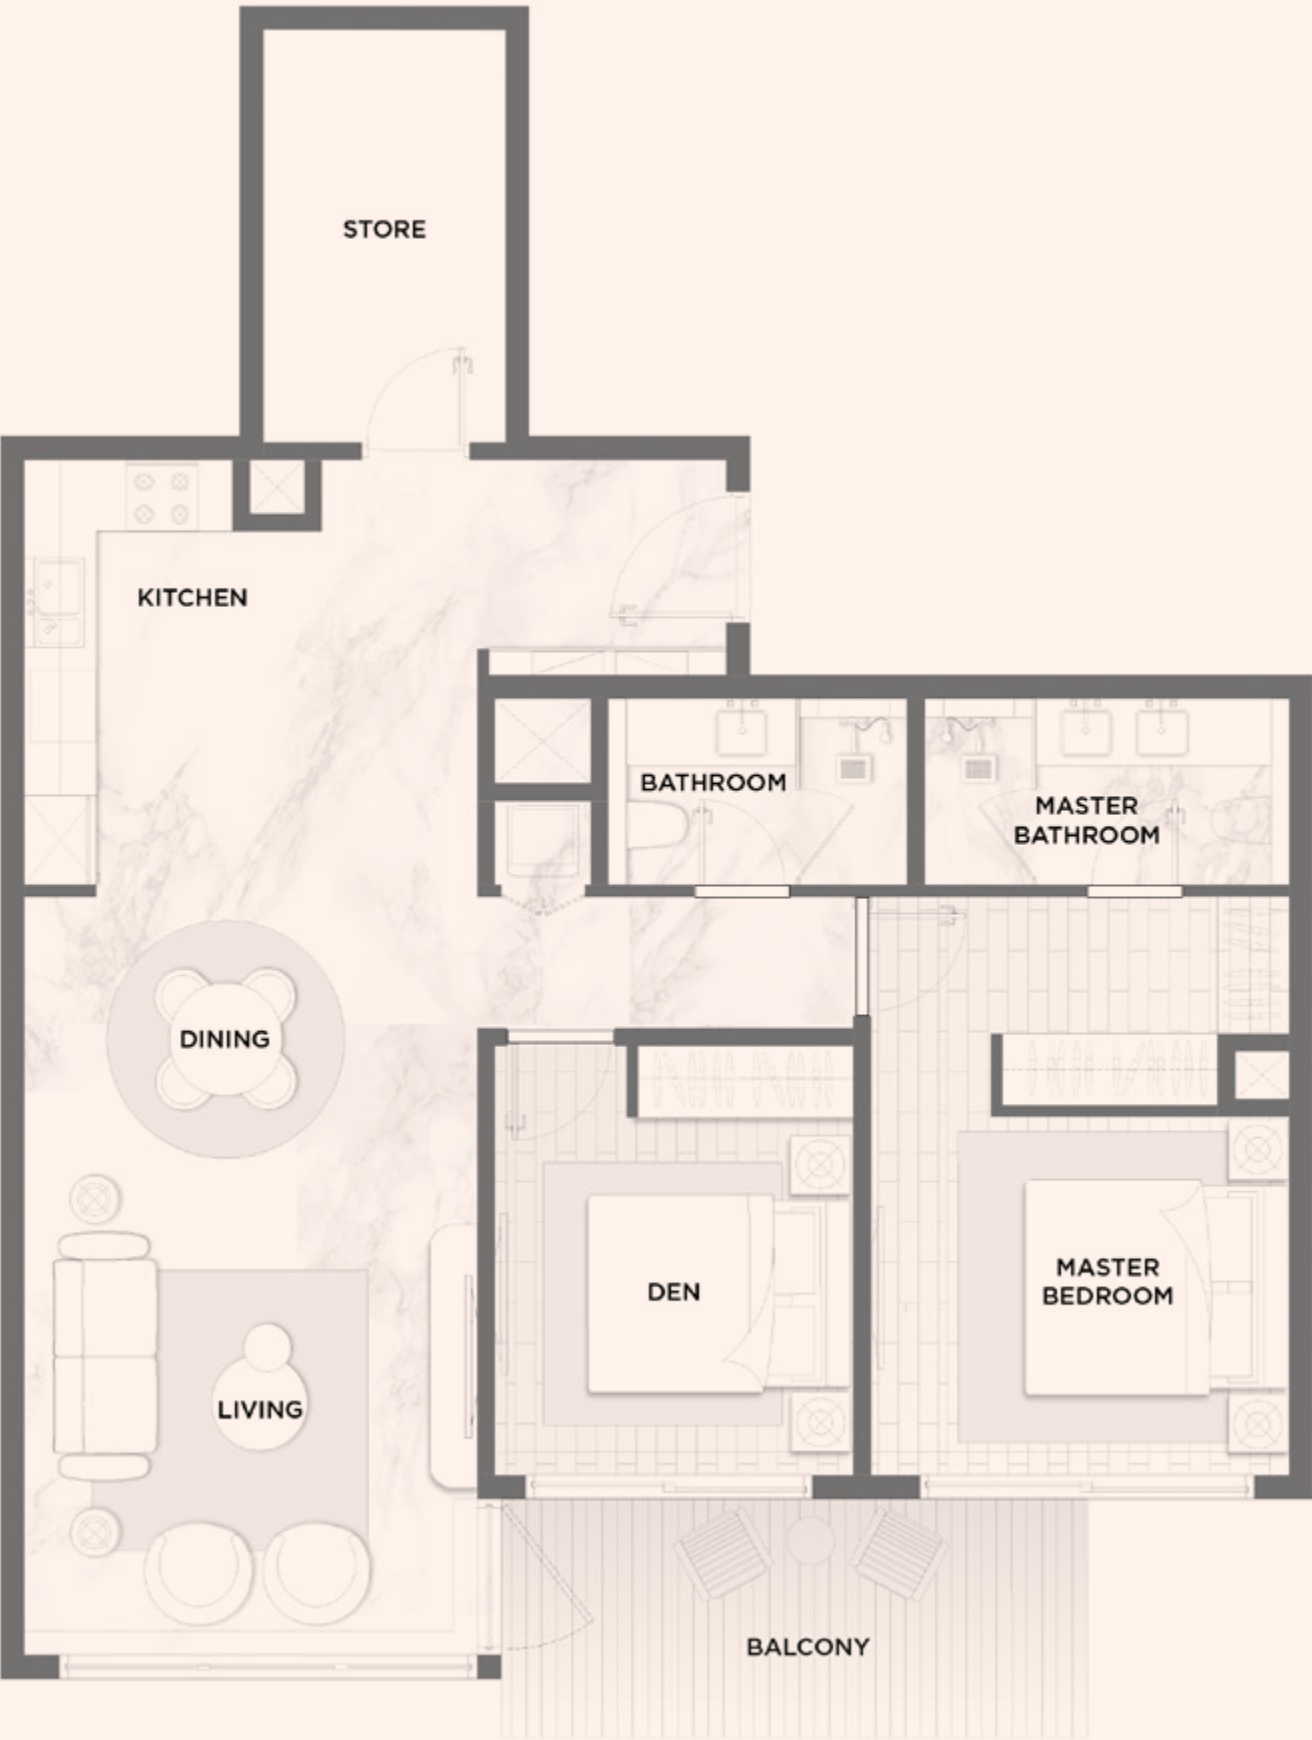 STORE
KITCHEN
BATHROOM
MASTER
BATHROOM
DINING
DEN
MASTER
BEDROOM
LIVING
BALCONY